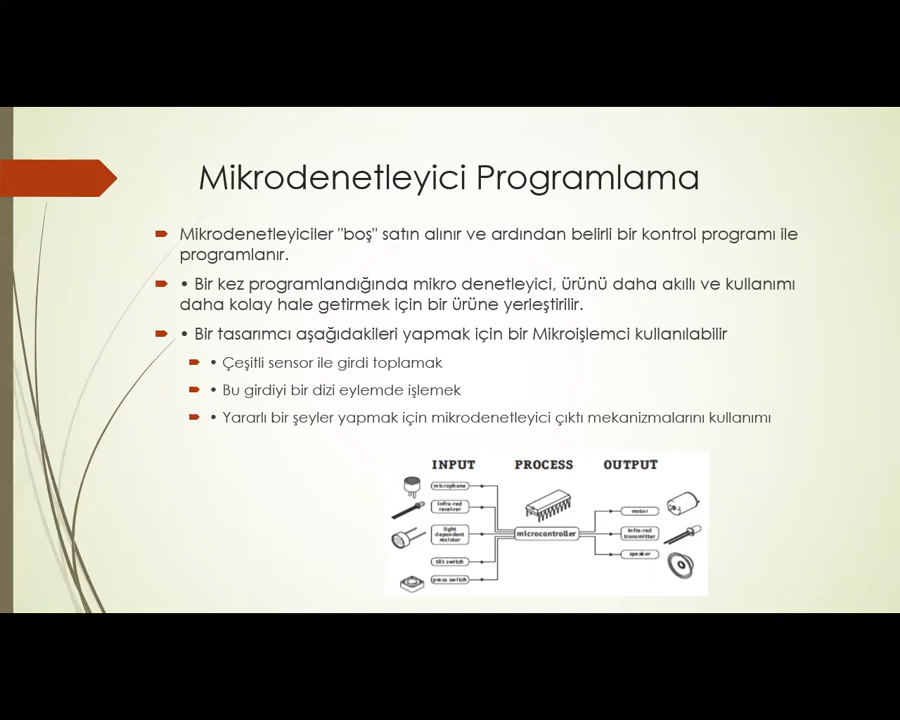 Mikrodenetleyici Programlama
Mikrodenetleyiciler "boş" satın alınır ve ardından belirli bir kontrol programı ile
programlanır.
• Bir kez programlandığında mikro denetleyici, ürünü daha akıllı ve kullanımı
daha kolay hale getirmek için bir ürüne yerleştirilir.
• Bir tasarımcı aşağıdakileri yapmak için bir Mikroişlemci kullanılabilir
• Çeşitli sensor ile girdi toplamak
• Bu girdiyi bir dizi eylemde işlemek
• Yararlı bir şeyler yapmak için mikrodenetleyici çıktı mekanizmalarını kullanımı
INPUT PROCESS OUTPUT
microphone
infra-red
receiver
light
dependent
resistor
tilt switch
press switch
microcontroller
motor
infra-red
transmitter
speaker